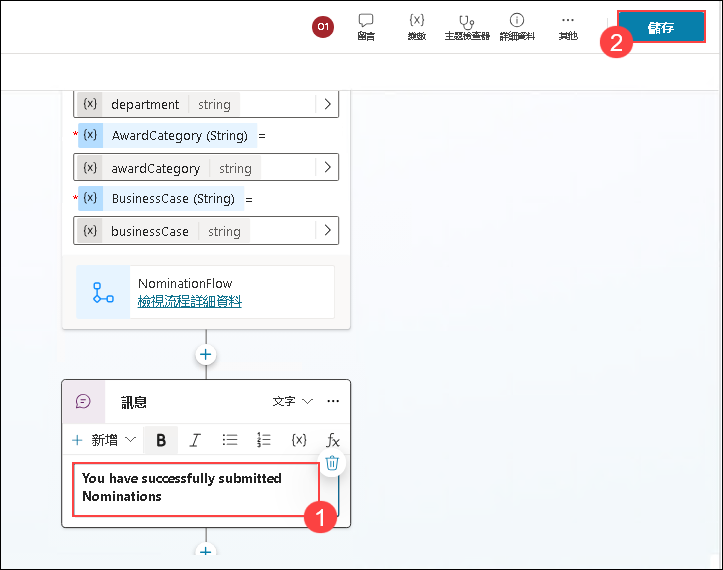 O1
留言
{x} 變數
主題檢查器
詳細資料
其他
儲存
2
{x} department string
* {x} AwardCategory (String) =
{x} awardCategory string
* {x} BusinessCase (String) =
{x} businessCase string
NominationFlow
檢視流程詳細資料
訊息 文字
+ 新增 B I {x} fx
You have successfully submitted
Nominations
1